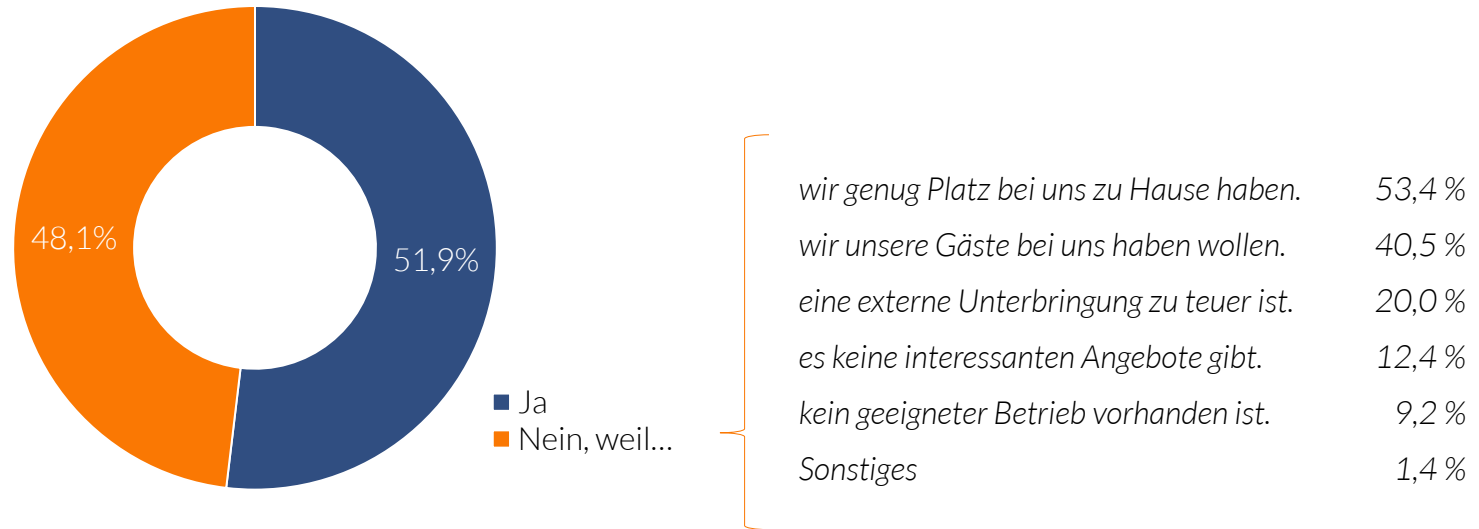 48,1%
51,9%
Ja
Nein, weil...
wir genug Platz bei uns zu Hause haben. 53,4 %
wir unsere Gäste bei uns haben wollen. 40,5 %
eine externe Unterbringung zu teuer ist. 20,0 %
es keine interessanten Angebote gibt. 12,4 %
kein geeigneter Betrieb vorhanden ist. 9,2 %
Sonstiges 1,4 %